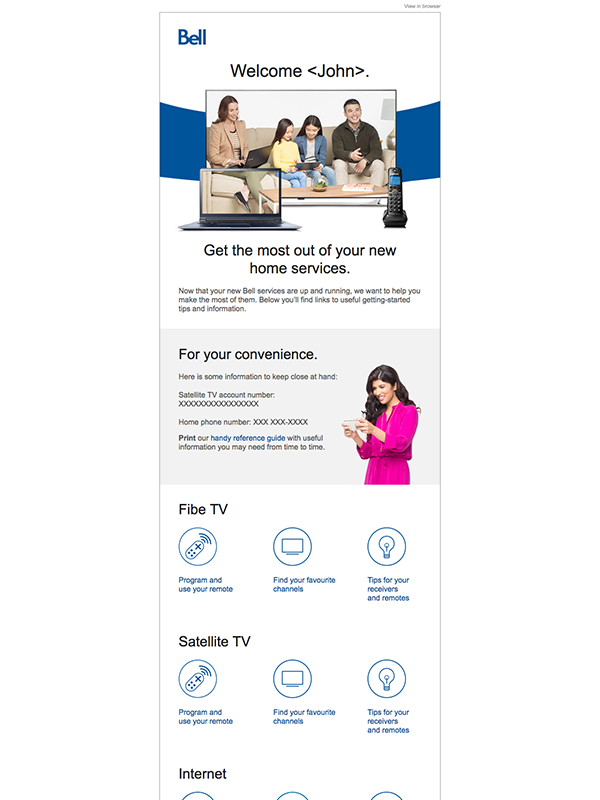 View in browser
Bell
Welcome <John>.
Get the most out of your new
home services.
Now that your new Bell services are up and running, we want to help you
make the most of them. Below you'll find links to useful getting-started
tips and information.
For your convenience.
Here is some information to keep close at hand:
Satellite TV account number:
XXXXXXXXXXXXXXXX
Home phone number: XXX XXX-XXXX
Print our handy reference guide with useful
information you may need from time to time.
Fibe TV
Program and
use your remote
Find your favourite
channels
Tips for your
receivers
and remotes
Satellite TV
Program and
use your remote
Find your favourite
channels
Tips for your
receivers
and remotes
Internet